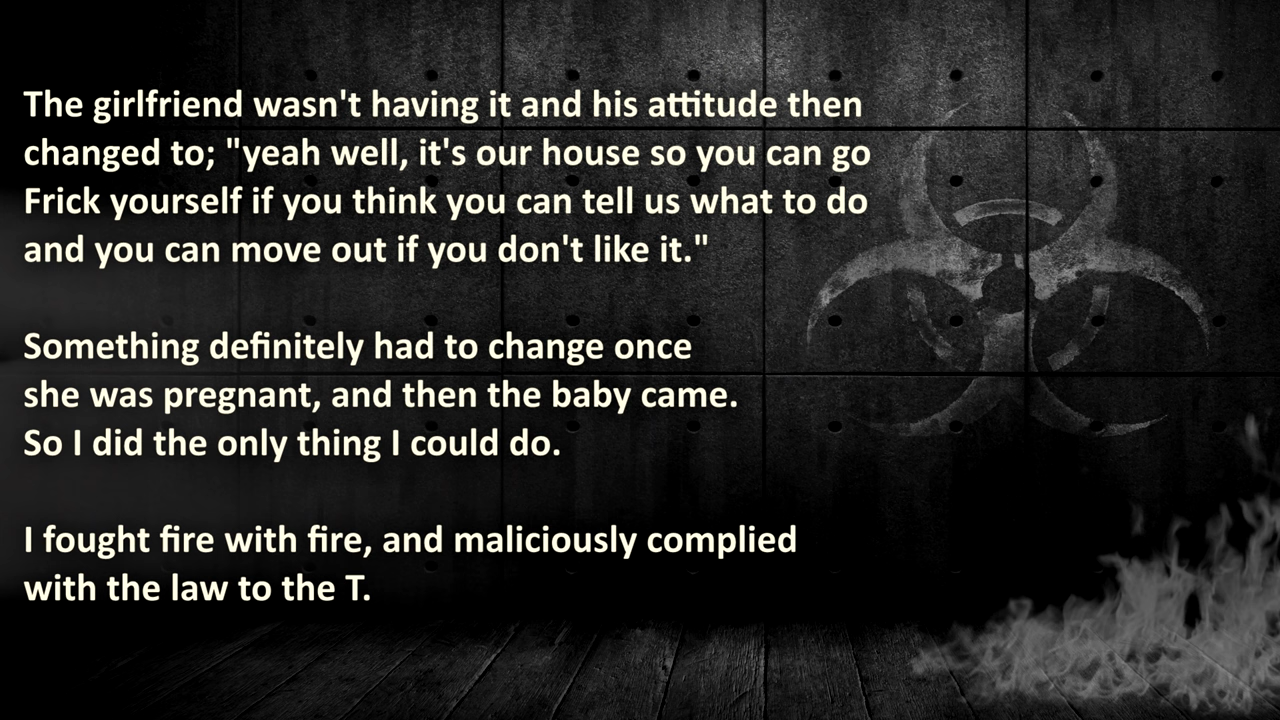 The girlfriend wasn't having it and his attitude then
changed to; "yeah well, it's our house so you can go
Frick yourself if you think you can tell us what to do
and you can move out if you don't like it."
Something definitely had to change once
she was pregnant, and then the baby came.
So I did the only thing I could do.
I fought fire with fire, and maliciously complied
with the law to the T.